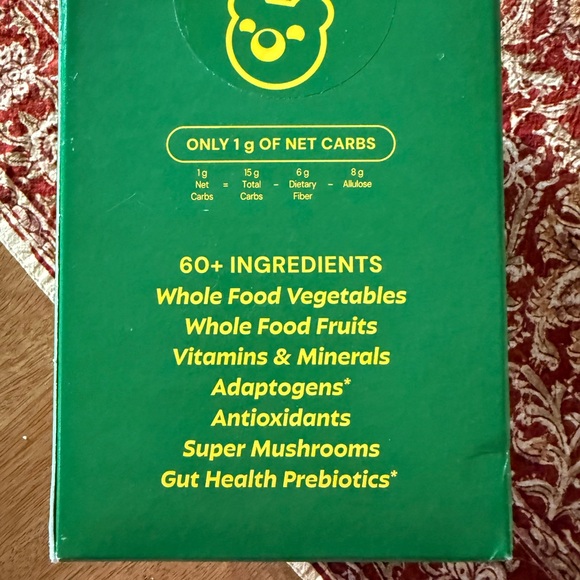 ONLY 1 g OF NET CARBS
1 g Net Carbs = 15 g Total Carbs – 6 g Dietary Fiber – 8 g Allulose
60+ INGREDIENTS
Whole Food Vegetables
Whole Food Fruits
Vitamins & Minerals
Adaptogens*
Antioxidants
Super Mushrooms
Gut Health Prebiotics*